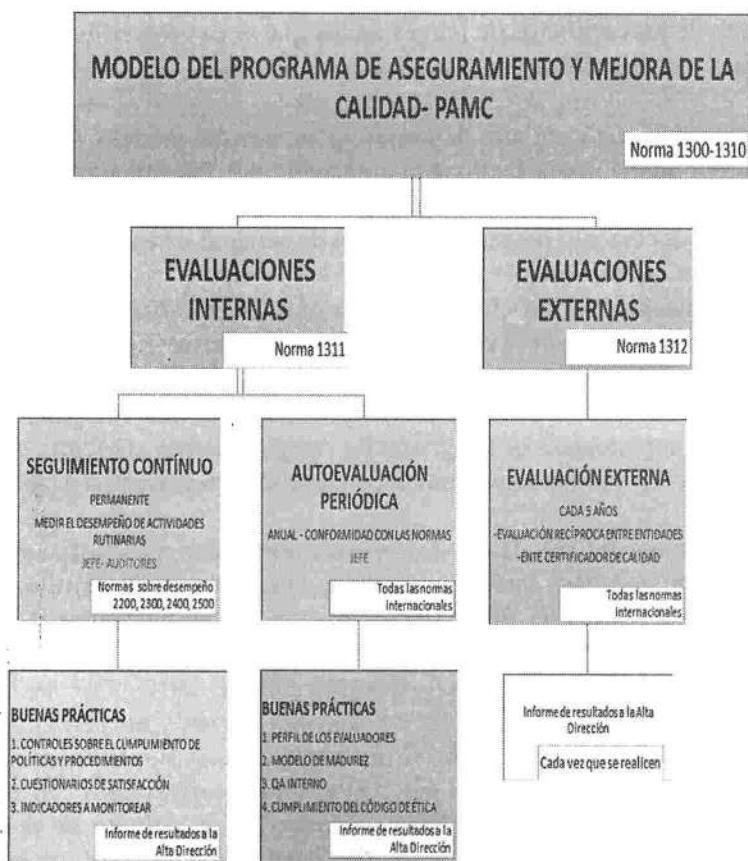 MODELO DEL PROGRAMA DE ASEGURAMIENTO Y MEJORA DE LA
CALIDAD- PAMC
Norma 1300-1310
EVALUACIONES
INTERNAS
Norma 1311
EVALUACIONES
EXTERNAS
Norma 1312
SEGUIMIENTO CONTÍNUO
PERMANENTE
MEDIR EL DESEMPEÑO DE ACTIVIDADES
RUTINARIAS
JEFE- AUDITORES
Normas sobre desempeño
2200, 2300, 2400, 2500
AUTOEVALUACIÓN
PERIÓDICA
ANUAL - CONFORMIDAD CON LAS NORMAS
JEFE
Todas las normas
Internacionales
EVALUACIÓN EXTERNA
CADA 5 AÑOS
-EVALUACIÓN RECÍPROCA ENTRE ENTIDADES
-ENTE CERTIFICADOR DE CALIDAD
Todas las normas
Internacionales
BUENAS PRÁCTICAS
1. CONTROLES SOBRE EL CUMPLIMIENTO DE
POLÍTICAS Y PROCEDIMIENTOS
2. CUESTIONARIOS DE SATISFACCIÓN
3. INDICADORES A MONITOREAR
Informe de resultados a la
Alta Dirección
BUENAS PRÁCTICAS
1. PERFIL DE LOS EVALUADORES
2. MODELO DE MADUREZ
3. QA INTERNO
4. CUMPLIMIENTO DEL CÓDIGO DE ÉTICA
Informe de resultados a la
Alta Dirección
Informe de resultados a la Alta
Dirección
Cada vez que se realicen